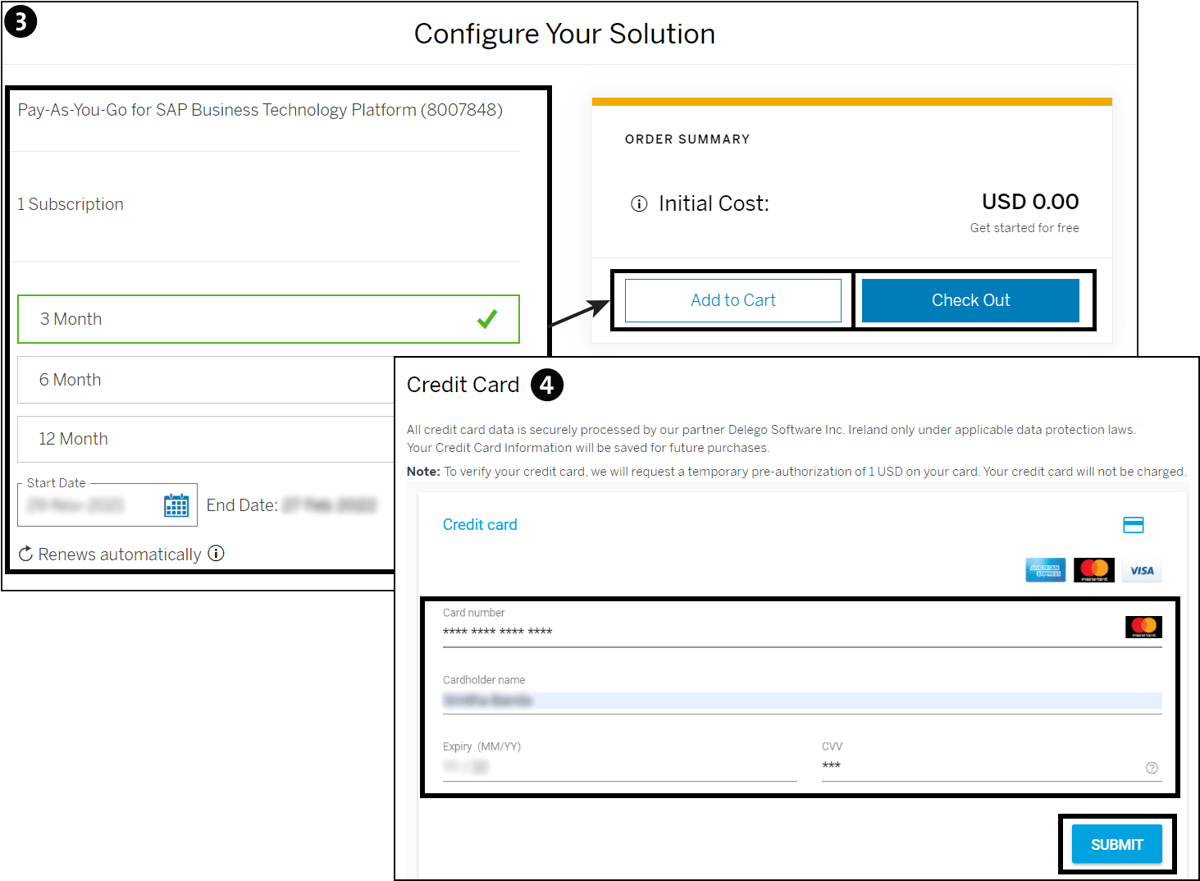 3
Configure Your Solution
Pay-As-You-Go for SAP Business Technology Platform (8007848)
1 Subscription
3 Month
6 Month
12 Month
Start Date
End Date:
Renews automatically
ORDER SUMMARY
Initial Cost: USD 0.00
Get started for free
Add to Cart Check Out
Credit Card 4
All credit card data is securely processed by our partner Delego Software Inc. Ireland only under applicable data protection laws.
Your Credit Card Information will be saved for future purchases.
Note: To verify your credit card, we will request a temporary pre-authorization of 1 USD on your card. Your credit card will not be charged.
Credit card
AMERICAN EXPRESS mastercard VISA
Card number
**** **** **** ****
mastercard
Cardholder name
Expiry (MM/YY) CVV
***
SUBMIT